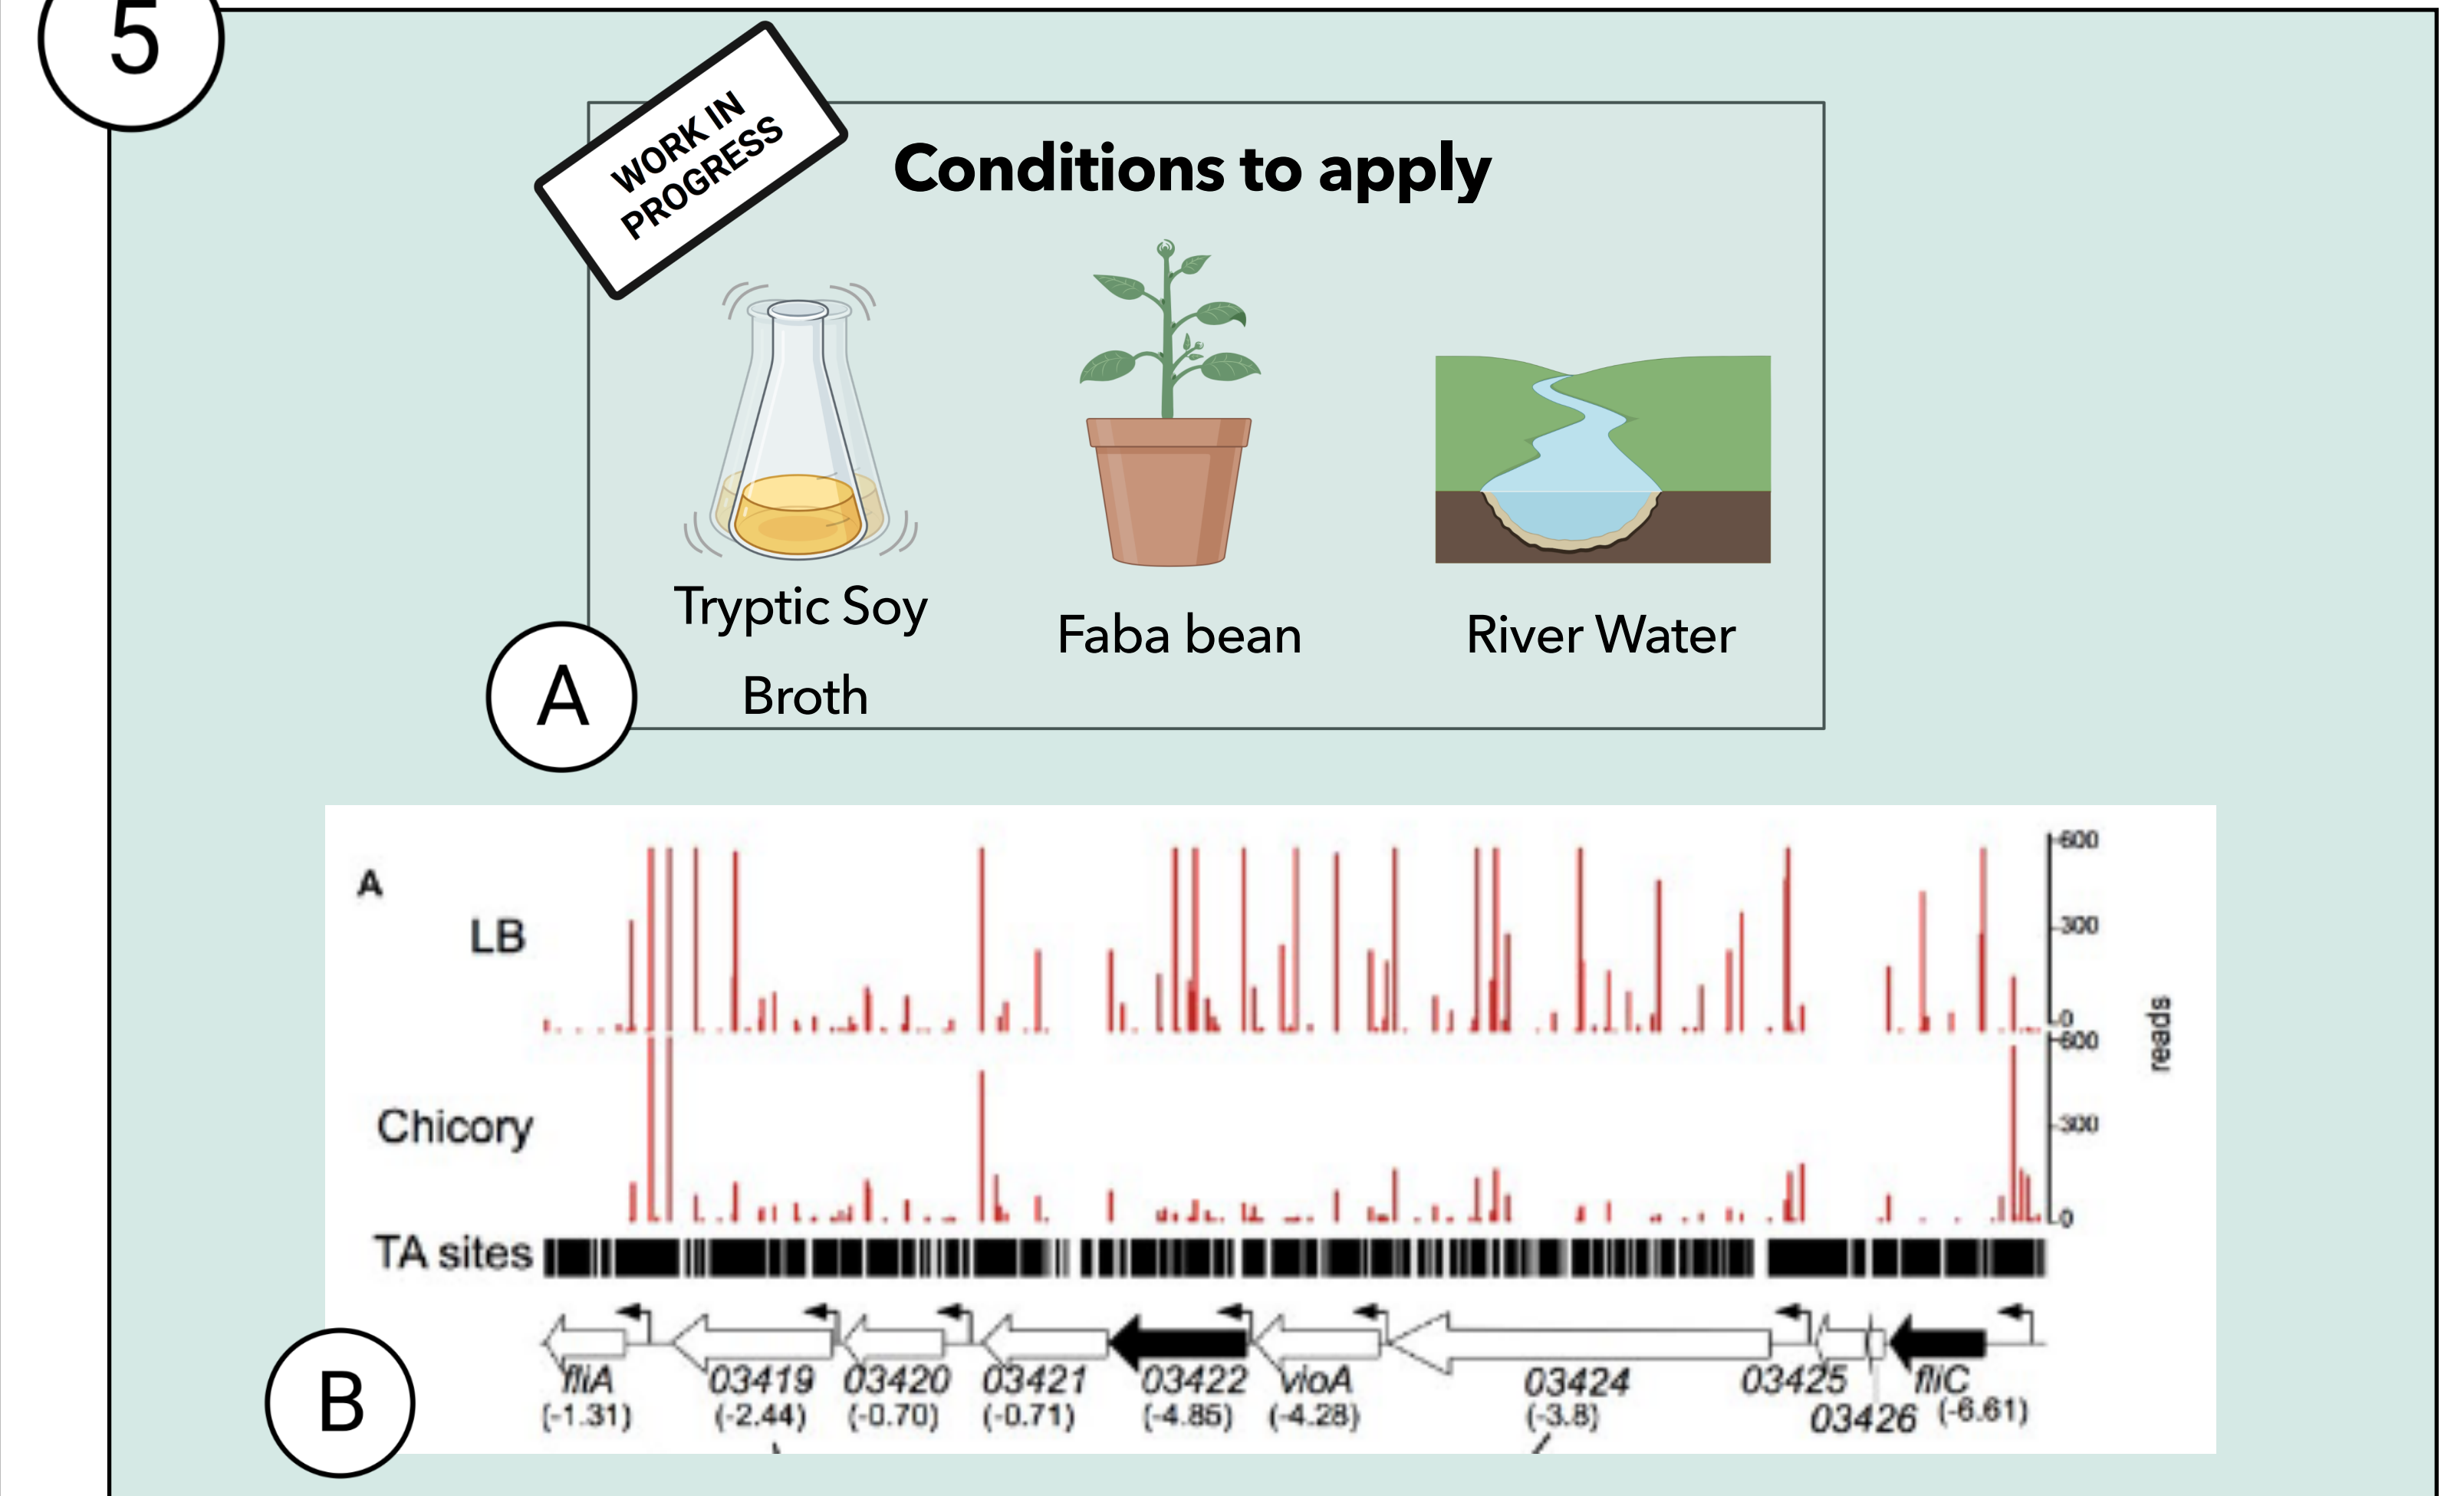 5
WORK IN
PROGRESS
Conditions to apply
Tryptic Soy
Broth
Faba bean
River Water
A
A
LB
600
300
0
reads
Chicory
600
300
0
TA sites
fliA
03419
03420
03421
03422
vioA
03424
03425
fliC
(-1.31)
(-2.44)
(-0.70)
(-0.71)
(-4.85)
(-4.28)
(-3.8)
03426
(-6.61)
B